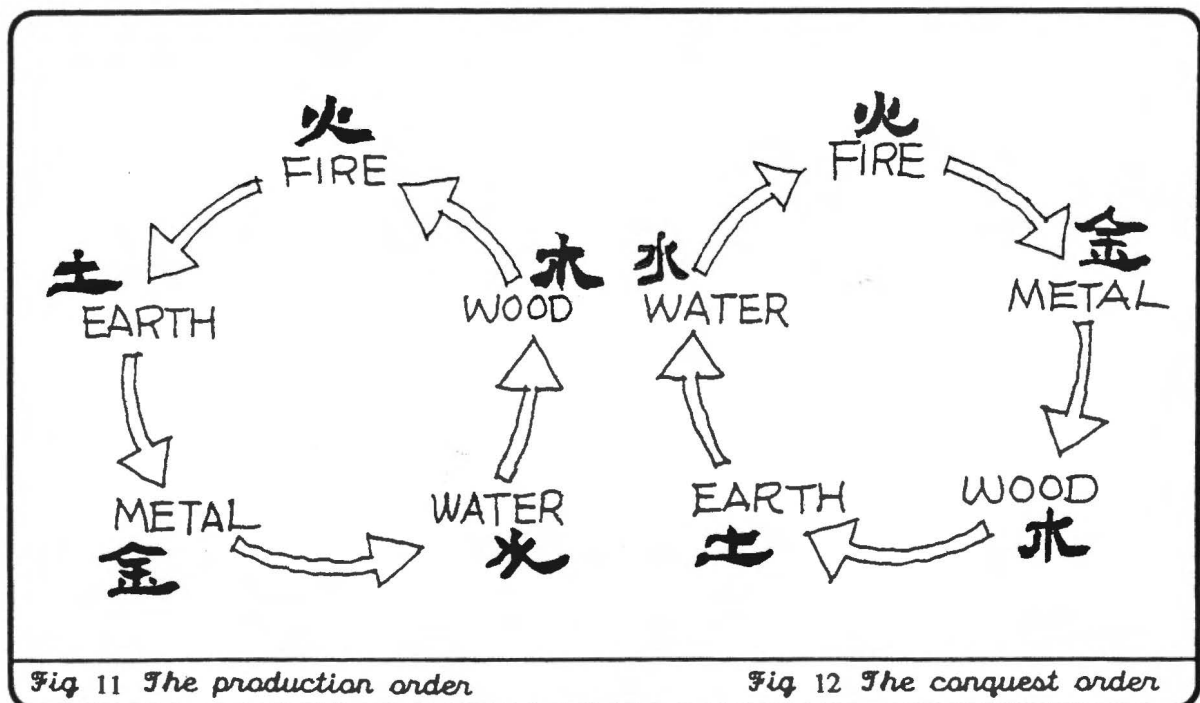 火
FIRE
土
EARTH
木
WOOD
METAL
金
WATER
水
火
FIRE
水
WATER
金
METAL
EARTH
土
WOOD
木
Fig 11 The production order
Fig 12 The conquest order